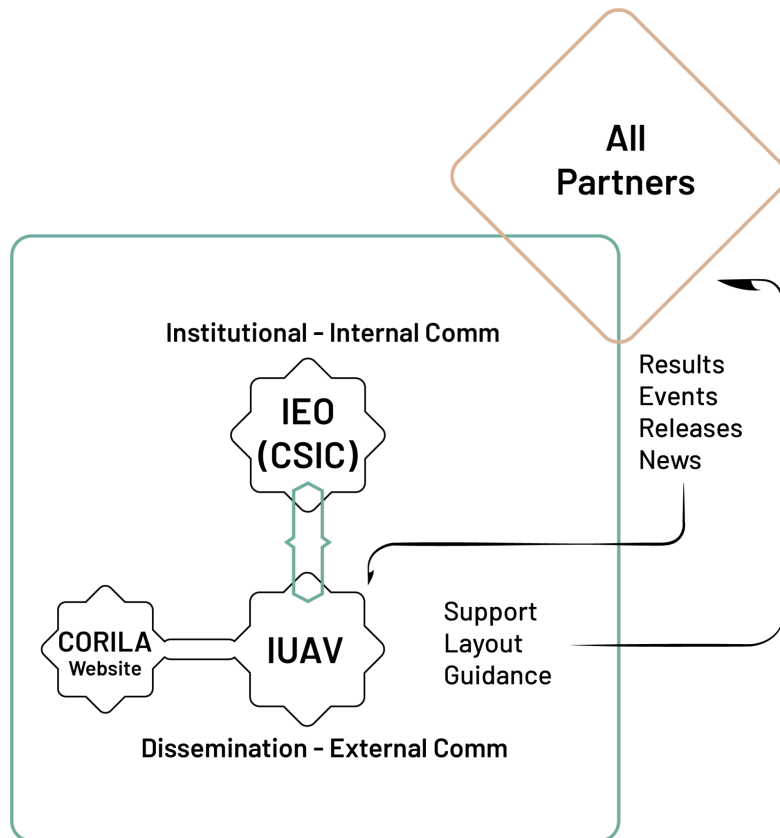 All
Partners
Institutional - Internal Comm
IEO
(CSIC)
Results
Events
Releases
News
CORILA
Website
IUAV
Support
Layout
Guidance
Dissemination - External Comm